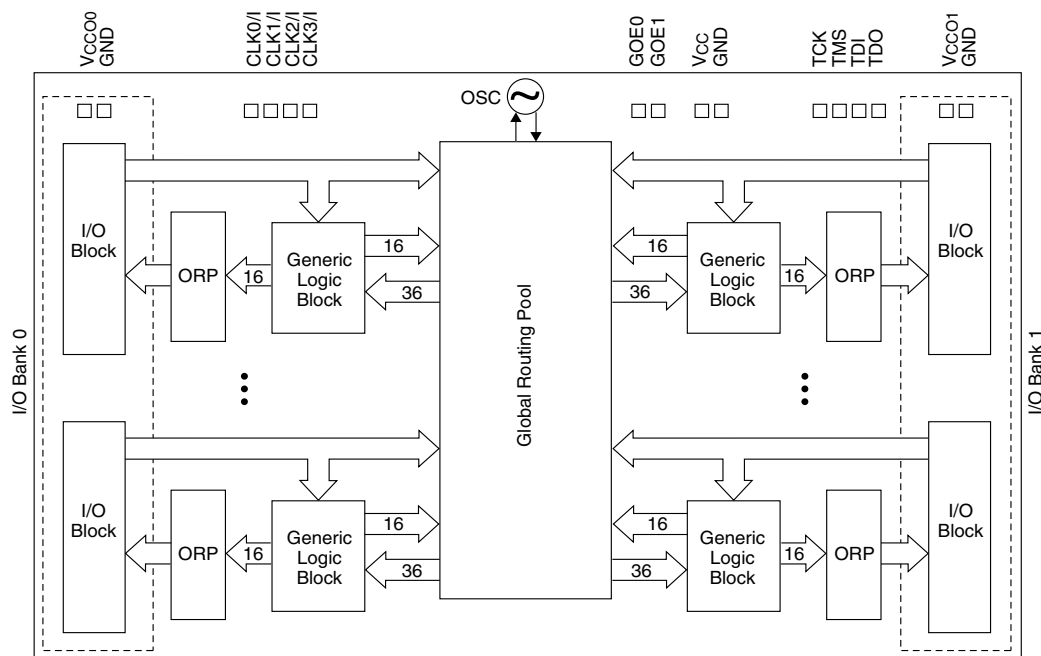 VCCO0
GND
CLK0/I
CLK1/I
CLK2/I
CLK3/I
GOE0
GOE1
VCC
GND
TCK
TMS
TDI
TDO
VCCO1
GND
OSC
I/O Bank 0
I/O
Block
ORP
16
Generic
Logic
Block
16
36
Global Routing Pool
16
36
Generic
Logic
Block
16
ORP
I/O
Block
I/O Bank 1
I/O
Block
ORP
16
Generic
Logic
Block
16
36
16
36
Generic
Logic
Block
16
ORP
I/O
Block